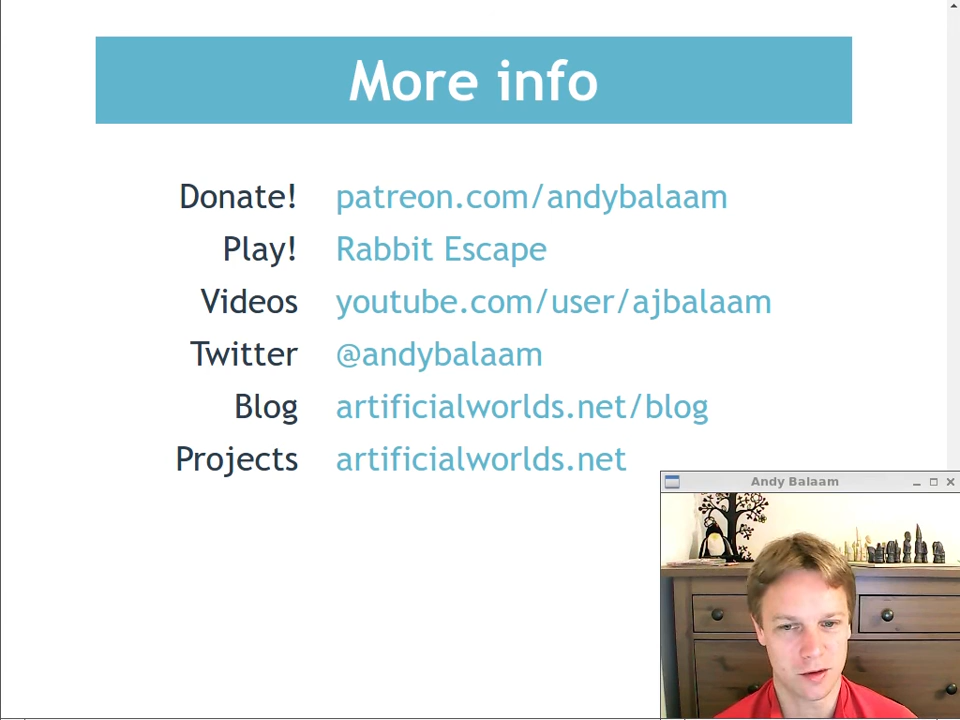 More info
Donate! patreon.com/andybalaam
Play! Rabbit Escape
Videos youtube.com/user/ajbalaam
Twitter @andybalaam
Blog artificialworlds.net/blog
Projects artificialworlds.net
Andy Balaam